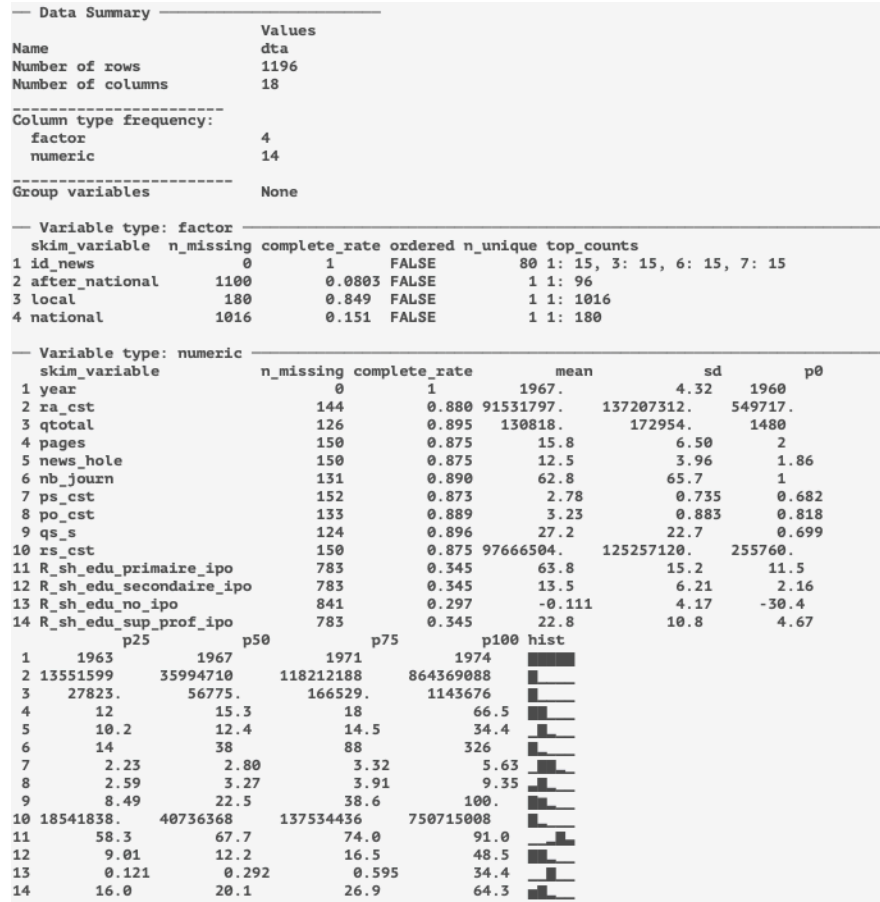 ── Data Summary ────────────────────────
                           Values
Name                       dta
Number of rows             1196
Number of columns          18
_______________________
Column type frequency:
  factor                   4
  numeric                  14
________________________
Group variables            None

── Variable type: factor ────────────────────────────────────────
  skim_variable  n_missing complete_rate ordered n_unique top_counts
1 id_news                0        1      FALSE         80 1: 15, 3: 15, 6: 15, 7: 15
2 after_national      1100        0.0803 FALSE          1 1: 96
3 local                180        0.849  FALSE          1 1: 1016
4 national            1016        0.151  FALSE          1 1: 180

── Variable type: numeric ────────────────────────────────────────
   skim_variable         n_missing complete_rate         mean            sd         p0
 1 year                          0         1         1967.             4.32    1960
 2 ra_cst                      144         0.880 91531797.     137207312.    549717.
 3 qtotal                      126         0.895   130818.        172954.      1480
 4 pages                       150         0.875       15.8            6.50       2
 5 news_hole                   150         0.875       12.5            3.96       1.86
 6 nb_journ                    131         0.890       62.8           65.7        1
 7 ps_cst                      152         0.873        2.78           0.735      0.682
 8 po_cst                      133         0.889        3.23           0.883      0.818
 9 qs_s                        124         0.896       27.2           22.7        0.699
10 rs_cst                      150         0.875 97666504.     125257120.    255760.
11 R_sh_edu_primaire_ipo       783         0.345       63.8           15.2       11.5
12 R_sh_edu_secondaire_ipo     783         0.345       13.5            6.21       2.16
13 R_sh_edu_no_ipo             841         0.297       -0.111          4.17     -30.4
14 R_sh_edu_sup_prof_ipo       783         0.345       22.8           10.8        4.67
           p25         p50          p75         p100 hist
 1     1963        1967         1971         1974
 2 13551599    35994710    118212188    864369088
 3    27823.      56775.      166529.     1143676
 4       12          15.3         18           66.5
 5       10.2        12.4         14.5         34.4
 6       14          38           88          326
 7        2.23        2.80         3.32         5.63
 8        2.59        3.27         3.91         9.35
 9        8.49       22.5         38.6        100.
10 18541838.   40736368    137534436    750715008
11       58.3        67.7         74.0         91.0
12        9.01       12.2         16.5         48.5
13        0.121       0.292        0.595       34.4
14       16.0        20.1         26.9         64.3